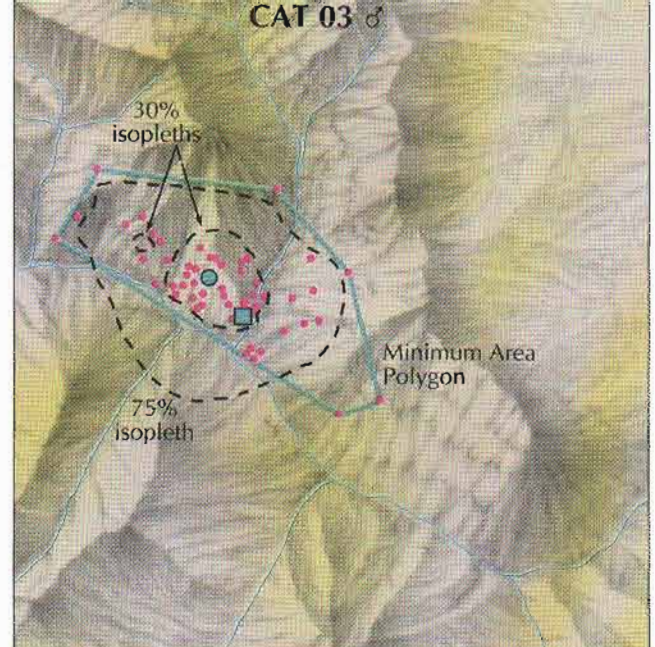 CAT 03 ♂
30%
isopleths
Minimum Area
Polygon
75%
isopleth